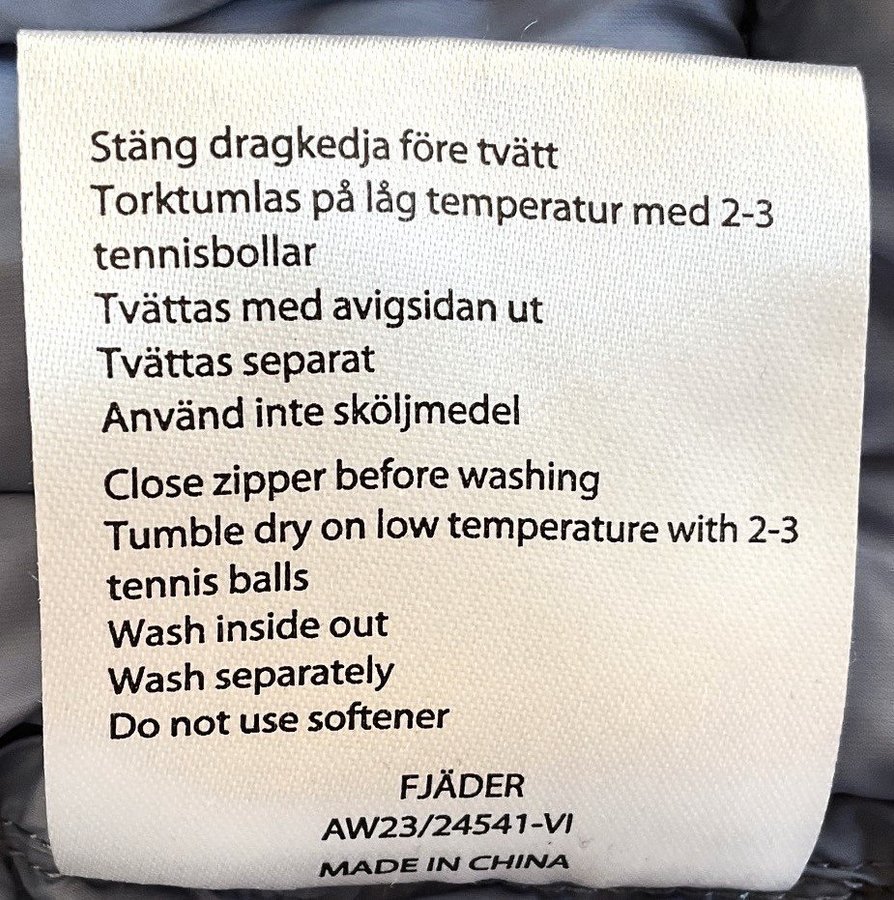 Stäng dragkedja före tvätt
Torktumlas på låg temperatur med 2-3
tennisbollar
Tvättas med avigsidan ut
Tvättas separat
Använd inte sköljmedel
Close zipper before washing
Tumble dry on low temperature with 2-3
tennis balls
Wash inside out
Wash separately
Do not use softener
FJÄDER
AW23/24541-VI
MADE IN CHINA